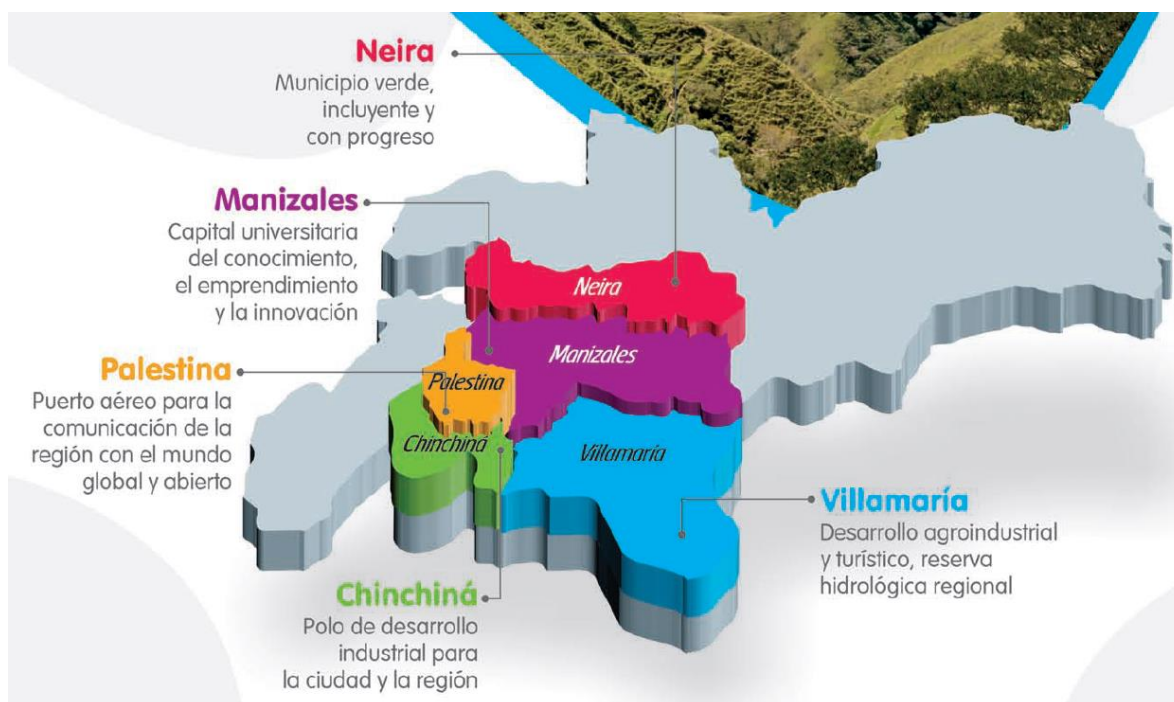 Neira
Municipio verde,
incluyente y
con progreso
Manizales
Capital universitaria
del conocimiento,
el emprendimiento
y la innovación
Palestina
Puerto aéreo para la
comunicación de la
región con el mundo
global y abierto
Neira
Manizales
Palestina
Chinchiná
Villamaría
Villamaría
Desarrollo agroindustrial
y turístico, reserva
hidrológica regional
Chinchiná
Polo de desarrollo
industrial para
la ciudad y la región